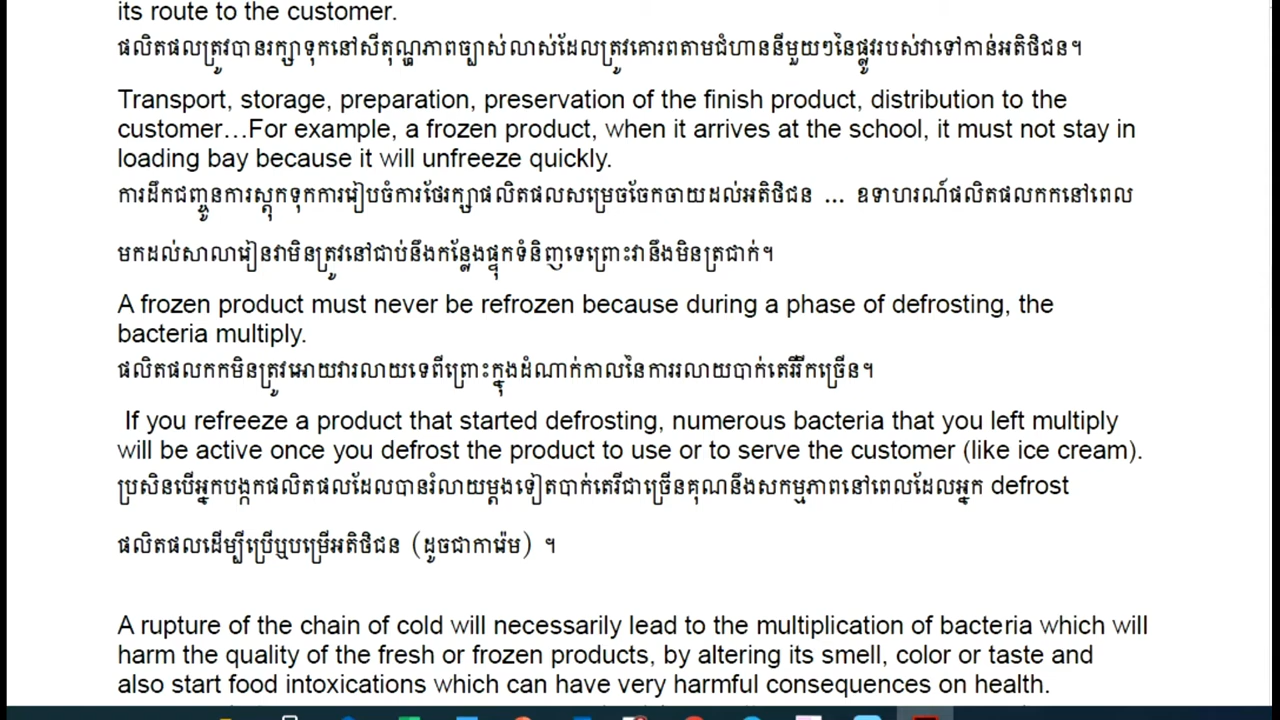 its route to the customer.
ផលិតផលត្រូវបានរក្សាទុកនៅសីតុណ្ហភាពច្បាស់លាស់ដែលត្រូវគោរពតាមជំហាននីមួយៗនៃផ្លូវរបស់វាទៅកាន់អតិថិជន។
Transport, storage, preparation, preservation of the finish product, distribution to the
customer…For example, a frozen product, when it arrives at the school, it must not stay in
loading bay because it will unfreeze quickly.
ការដឹកជញ្ចូនការស្តុកទុកការរៀបចំការថែរក្សាផលិតផលសម្រេចចែកចាយដល់អតិថិជន ... ឧទាហរណ៍ផលិតផលកកនៅពេល
មកដល់សាលារៀនវាមិនត្រូវនៅជាប់នឹងកន្លែងផ្ទុកទំនិញទេព្រោះវានឹងមិនត្រជាក់។
A frozen product must never be refrozen because during a phase of defrosting, the
bacteria multiply.
ផលិតផលកកមិនត្រូវអោយវារលាយទេពីព្រោះក្នុងដំណាក់កាលនៃការរលាយបាក់តេរីរីកច្រើន។
If you refreeze a product that started defrosting, numerous bacteria that you left multiply
will be active once you defrost the product to use or to serve the customer (like ice cream).
ប្រសិនបើអ្នកបង្កកផលិតផលដែលបានរំលាយម្តងទៀតបាក់តេរីជាច្រើនគុណនឹងសកម្មភាពនៅពេលដែលអ្នក defrost
ផលិតផលដើម្បីប្រើឬបម្រើអតិថិជន (ដូចជាការ៉េម) ។
A rupture of the chain of cold will necessarily lead to the multiplication of bacteria which will
harm the quality of the fresh or frozen products, by altering its smell, color or taste and
also start food intoxications which can have very harmful consequences on health.